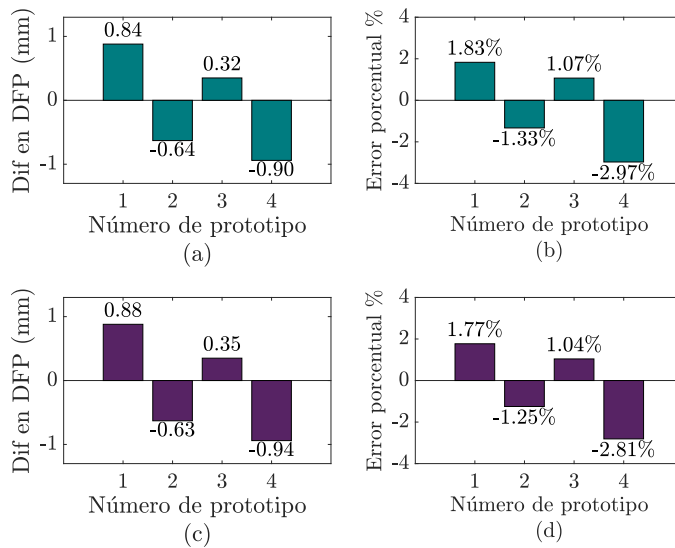 Dif en DFP (mm)
1
0
-1
0.84
-0.64
0.32
-0.90
1 2 3 4
Número de prototipo
(a)
Error porcentual %
4
2
0
-2
-4
1.83%
-1.33%
1.07%
-2.97%
1 2 3 4
Número de prototipo
(b)
Dif en DFP (mm)
1
0
-1
0.88
-0.63
0.35
-0.94
1 2 3 4
Número de prototipo
(c)
Error porcentual %
4
2
0
-2
-4
1.77%
-1.25%
1.04%
-2.81%
1 2 3 4
Número de prototipo
(d)